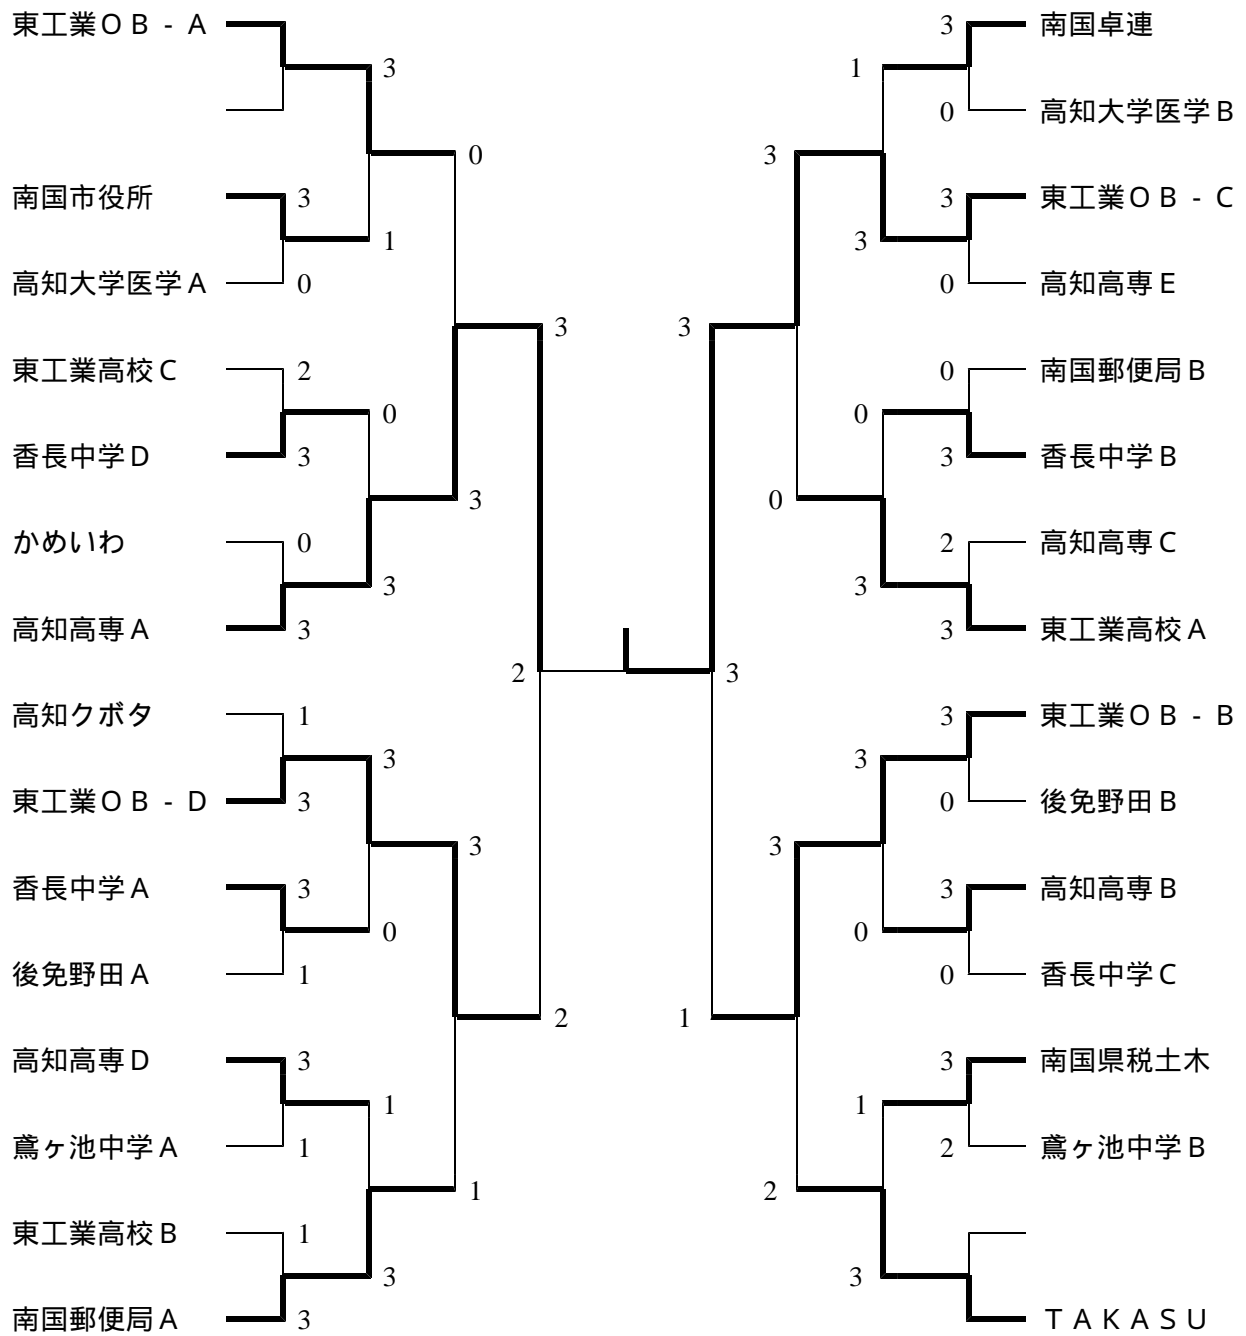 東工業ＯＢ-Ａ
3
0
南国市役所
3
1
高知大学医学Ａ
0
3
東工業高校Ｃ
2
0
香長中学Ｄ
3
3
かめいわ
0
3
高知高専Ａ
3
2
高知クボタ
1
3
東工業ＯＢ-Ｄ
3
3
香長中学Ａ
3
0
後免野田Ａ
1
2
高知高専Ｄ
3
1
鳶ヶ池中学Ａ
1
1
東工業高校Ｂ
1
3
南国郵便局Ａ
3
3
南国卓連
1
0
高知大学医学Ｂ
3
3
東工業ＯＢ-Ｃ
3
0
高知高専Ｅ
3
0
南国郵便局Ｂ
0
3
香長中学Ｂ
0
2
高知高専Ｃ
3
3
東工業高校Ａ
3
3
東工業ＯＢ-Ｂ
3
0
後免野田Ｂ
3
3
高知高専Ｂ
0
0
香長中学Ｃ
1
3
南国県税土木
1
2
鳶ヶ池中学Ｂ
2
3
ＴＡＫＡＳＵ